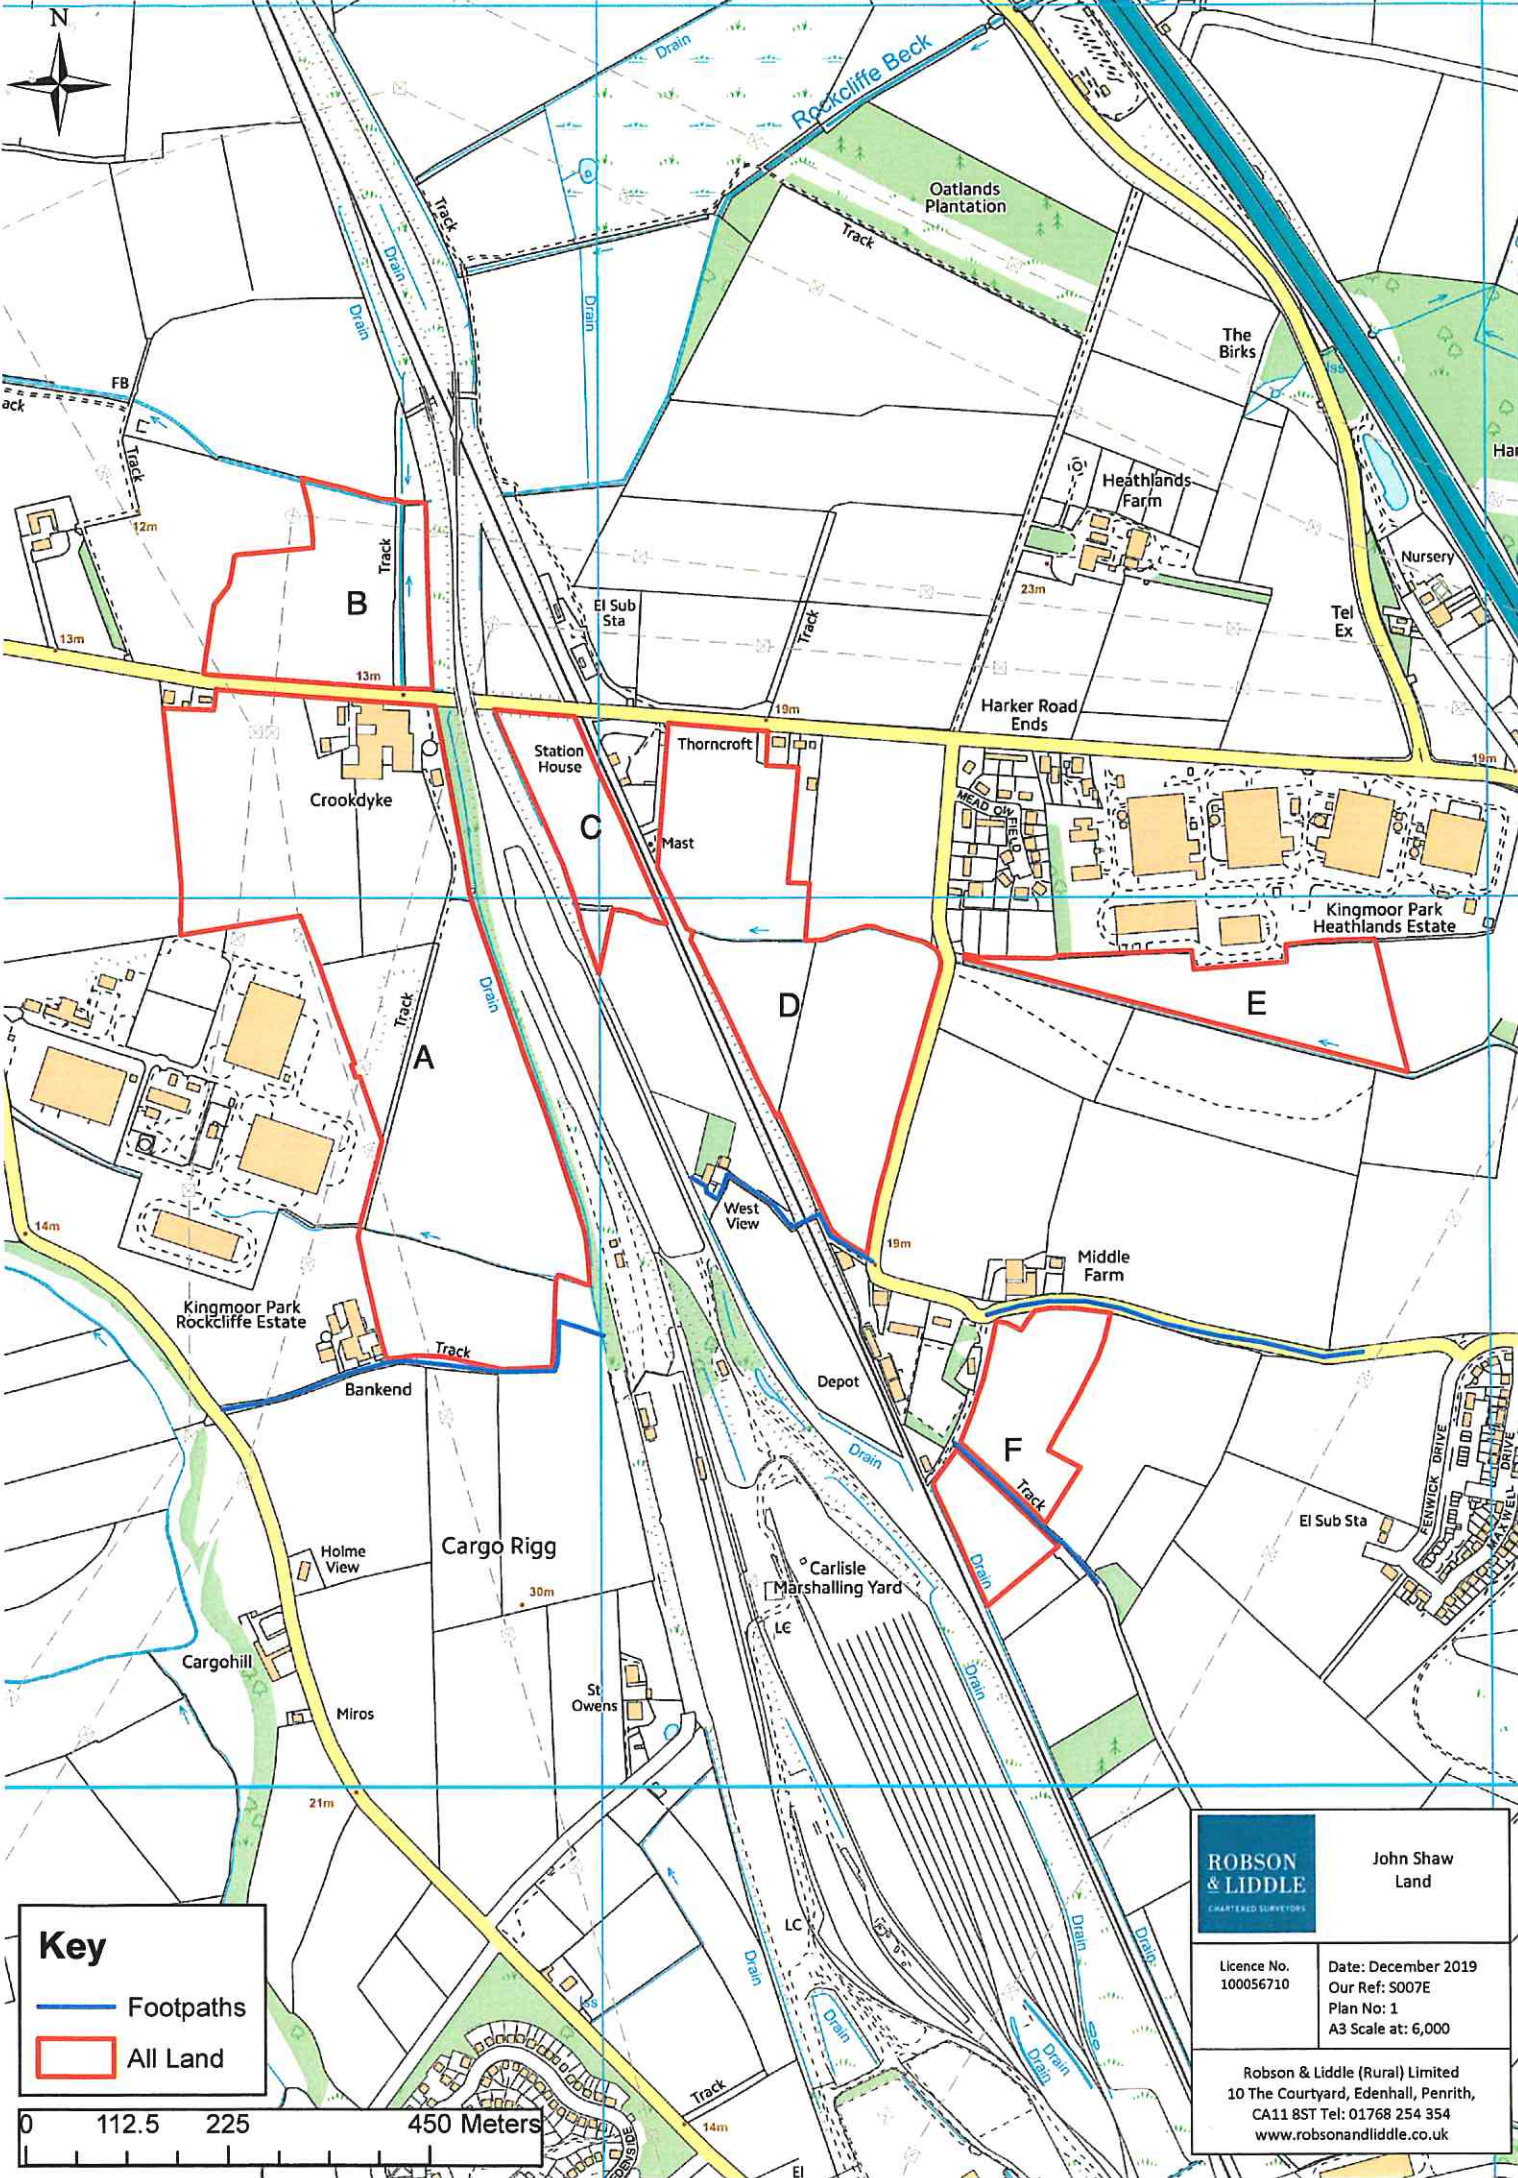 N
Drain
Rockcliffe Beck
Oatlands
Plantation
Track
Track
Drain
Drain
Drain
The
Birks
Iss
FB
ack
Track
Har
Heathlands
Farm
12m
Track
Nursery
23m
B
El Sub
Sta
Track
Tel
Ex
13m
13m
19m
Harker Road
Ends
Station
House
Thorncroft
19m
Crookdyke
MEADOWFIELD
C
Mast
Kingmoor Park
Heathlands Estate
Drain
Track
D
E
A
West
View
14m
19m
Middle
Farm
Kingmoor Park
Rockcliffe Estate
Track
Bankend
Depot
Drain
F
Track
FENWICK DRIVE
MAXWELL DRIVE
El Sub Sta
Holme
View
Cargo Rigg
Carlisle
Marshalling Yard
Drain
30m
LC
Cargohill
Drain
St
Owens
Miros
21m
ROBSON
& LIDDLE
CHARTERED SURVEYORS
John Shaw
Land
LC
Drain
Drain
Drain
Key
Footpaths
All Land
Licence No.
100056710
Date: December 2019
Our Ref: S007E
Plan No: 1
A3 Scale at: 6,000
Iss
Drain
Drain
Drain
Robson & Liddle (Rural) Limited
10 The Courtyard, Edenhall, Penrith,
CA11 8ST Tel: 01768 254 354
www.robsonandliddle.co.uk
Track
14m
0 112.5 225 450 Meters
El